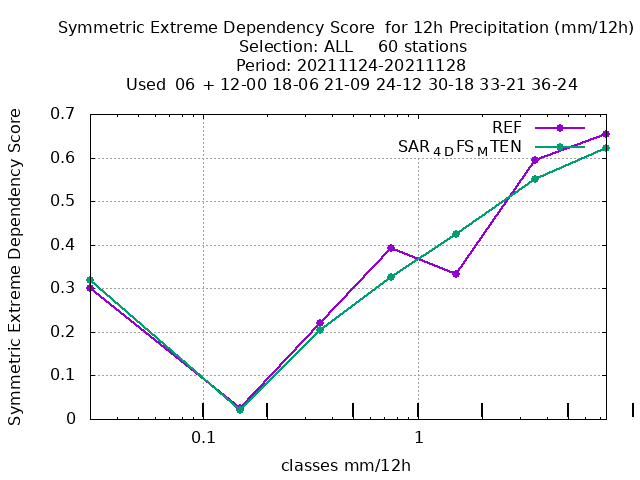 Symmetric Extreme Dependency Score  for 12h Precipitation (mm/12h)
Selection: ALL     60 stations
Period: 20211124-20211128
Used  06 + 12-00 18-06 21-09 24-12 30-18 33-21 36-24
Symmetric Extreme Dependency Score
0.7
0.6
0.5
0.4
0.3
0.2
0.1
0
REF
SAR4DFSMTEN
0.1
1
classes mm/12h